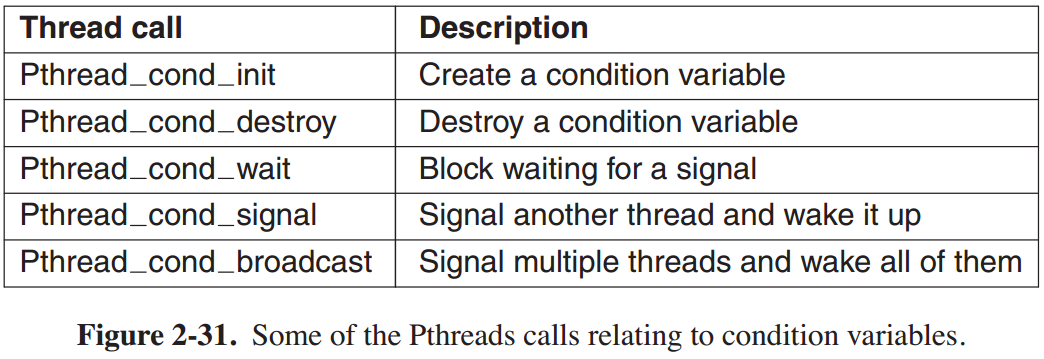 Thread call Description
Pthread_cond_init Create a condition variable
Pthread_cond_destroy Destroy a condition variable
Pthread_cond_wait Block waiting for a signal
Pthread_cond_signal Signal another thread and wake it up
Pthread_cond_broadcast Signal multiple threads and wake all of them
Figure 2-31. Some of the Pthreads calls relating to condition variables.